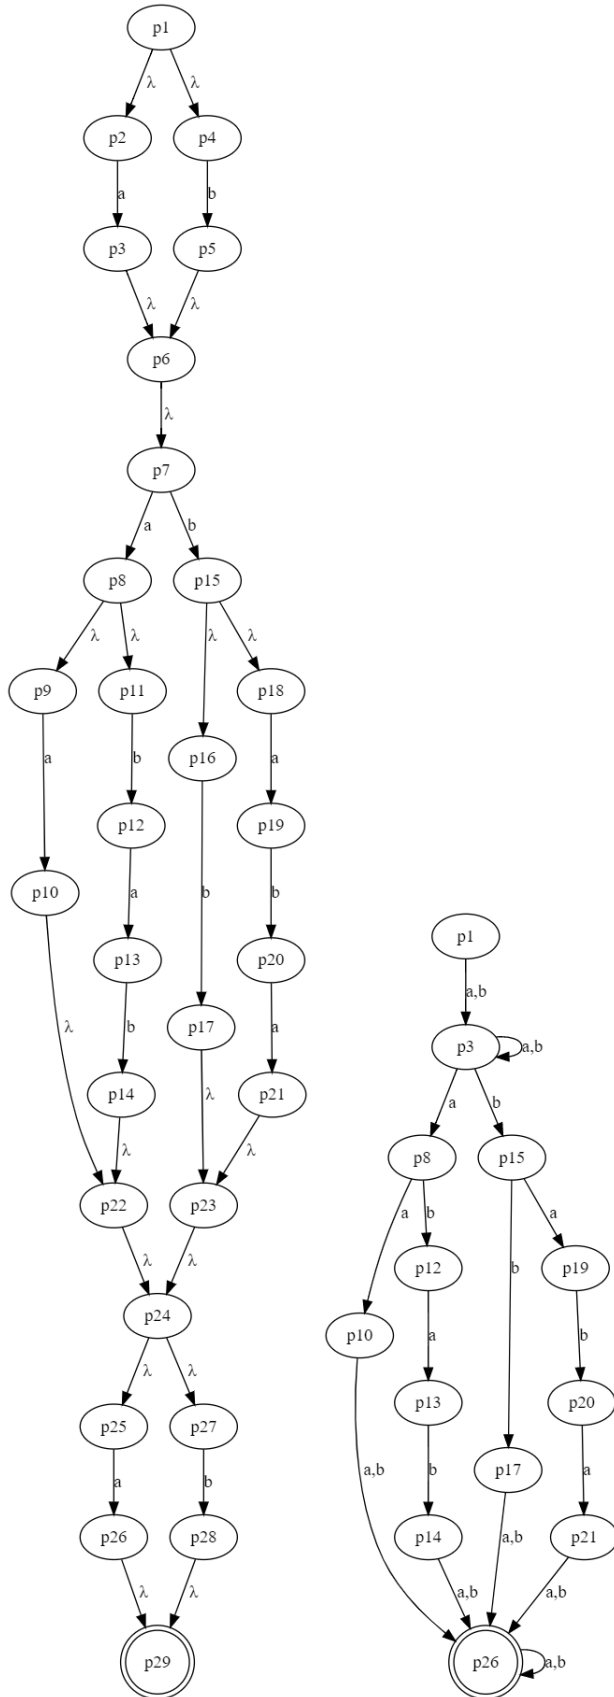 p1
λ λ
p2 p4
a b
p3 p5
λ λ
p6
λ
p7
a b
p8 p15
λ λ λ λ
p9 p11 p18
p16
a b a
p12 p19
p10 a b b
p1
a,b
p13 p20
p17
λ b λ a
p3 a,b
p14 p21
a b
λ λ
p8 p15
p22 p23
a b a
λ λ
p12 p19
p24
p10 b
λ λ a b
p25 p27 p13 p20
a b b a
p17
a,b
p26 p28 p14 p21
λ λ a,b a,b a,b
p29 p26 a,b